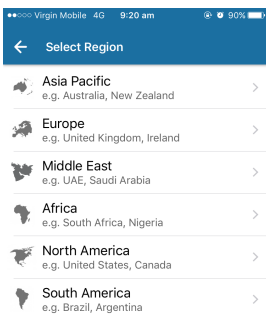 Virgin Mobile 4G 9:20 am 90%
Select Region
Asia Pacific
e.g. Australia, New Zealand
Europe
e.g. United Kingdom, Ireland
Middle East
e.g. UAE, Saudi Arabia
Africa
e.g. South Africa, Nigeria
North America
e.g. United States, Canada
South America
e.g. Brazil, Argentina